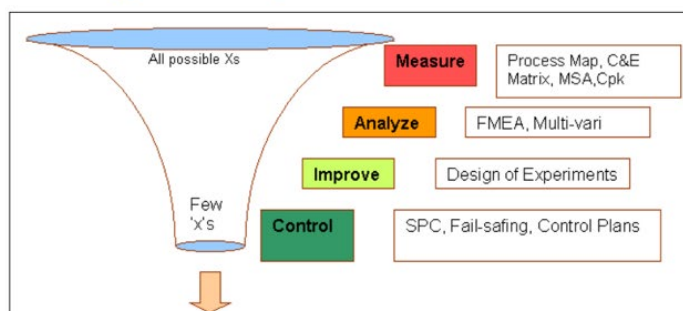 All possible Xs
Measure
Process Map, C&E
Matrix, MSA,Cpk
Analyze
FMEA, Multi-vari
Improve
Design of Experiments
Few
'x's
Control
SPC, Fail-safing, Control Plans